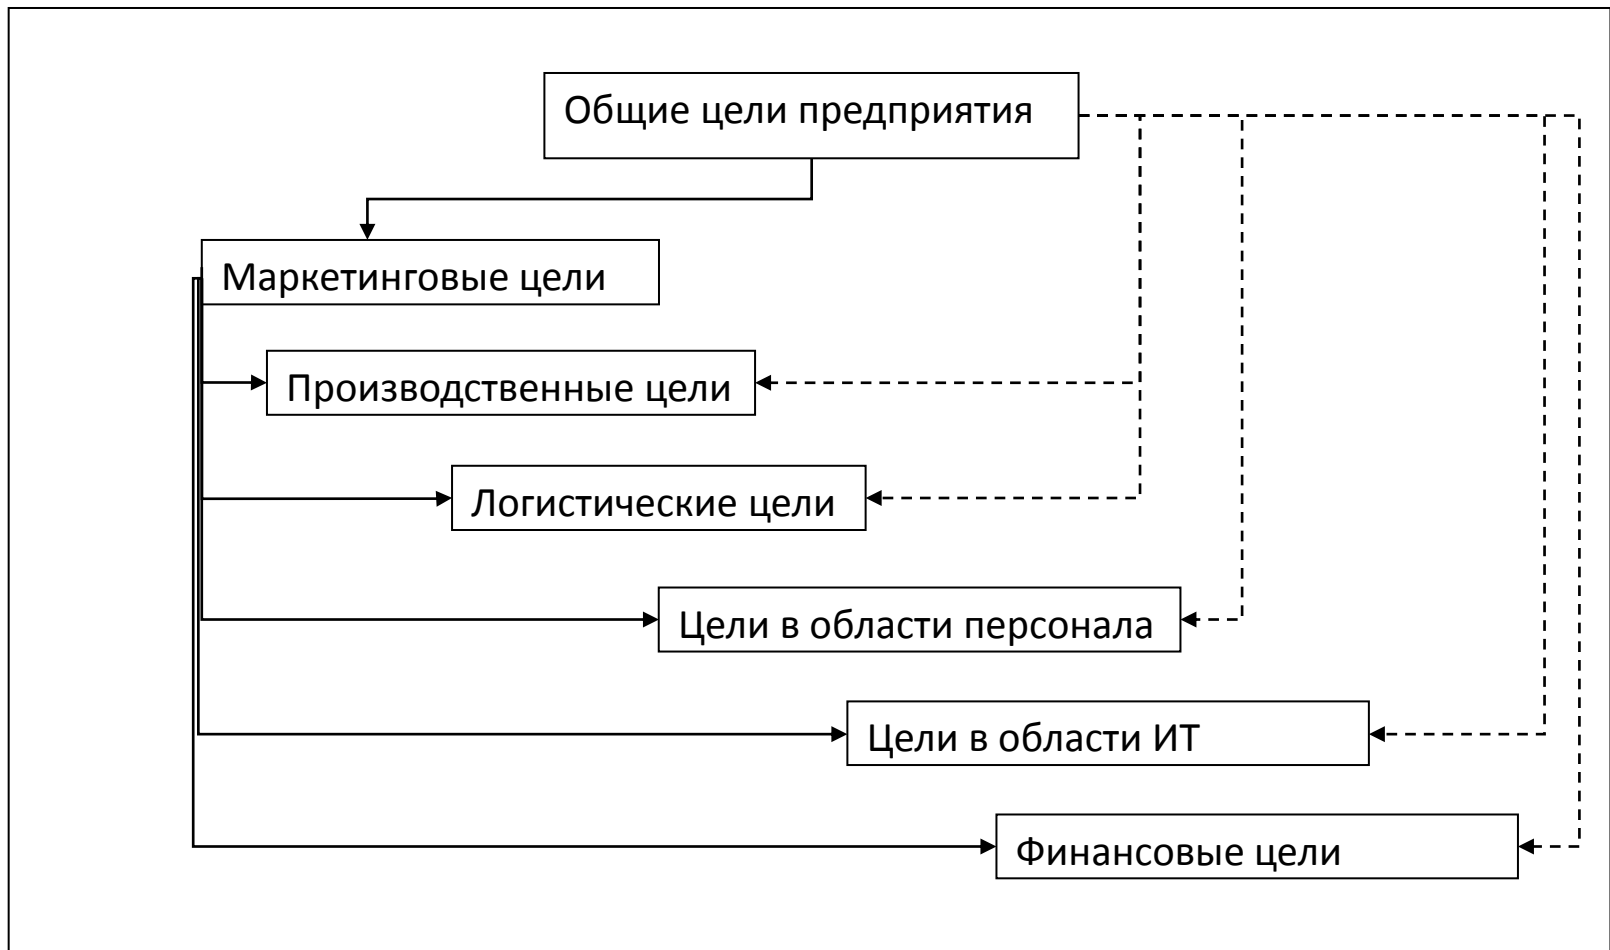 Общие цели предприятия
Маркетинговые цели
Производственные цели
Логистические цели
Цели в области персонала
Цели в области ИТ
Финансовые цели